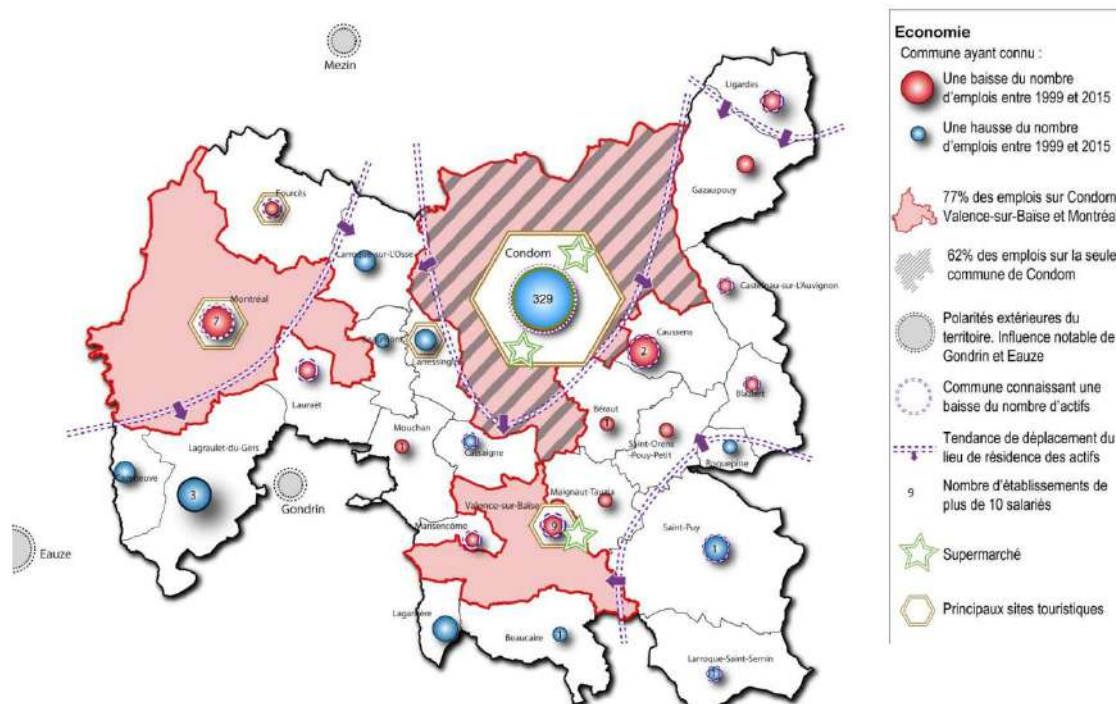 Mezin
Ligardes
Gazaupouy
Fourcès
Larroque-sur-L'Osse
Condom
329
Castelnau-sur-L'Auvignon
Montréal
7
Larressingle
Caussens
2
Lauraët
Blaziert
Mouchan
1
Béraut
1
Saint-Orens
-Pouy-Petit
Cassaigne
Roquepine
Lagraulet-du-Gers
3
Gondrin
Maignaut-Tauzia
Valence-sur-Baïse
9
Mansencôme
Saint-Puy
1
Eauze
Lagardère
Beaucaire
1
Larroque-Saint-Sernin
Economie
Commune ayant connu :
Une baisse du nombre
d'emplois entre 1999 et 2015
Une hausse du nombre
d'emplois entre 1999 et 2015
77% des emplois sur Condom
Valence-sur-Baïse et Montréa
62% des emplois sur la seule
commune de Condom
Polarités extérieures du
territoire. Influence notable de
Gondrin et Eauze
Commune connaissant une
baisse du nombre d'actifs
Tendance de déplacement du
lieu de résidence des actifs
9
Nombre d'établissements de
plus de 10 salariés
Supermarché
Principaux sites touristiques